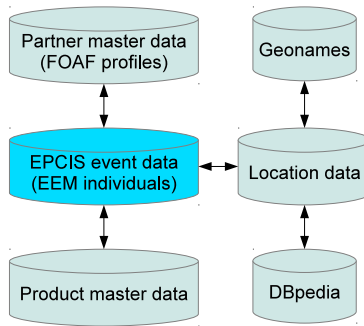 Partner master data
(FOAF profiles)
Geonames
EPCIS event data
(EEM individuals)
Location data
Product master data
DBpedia